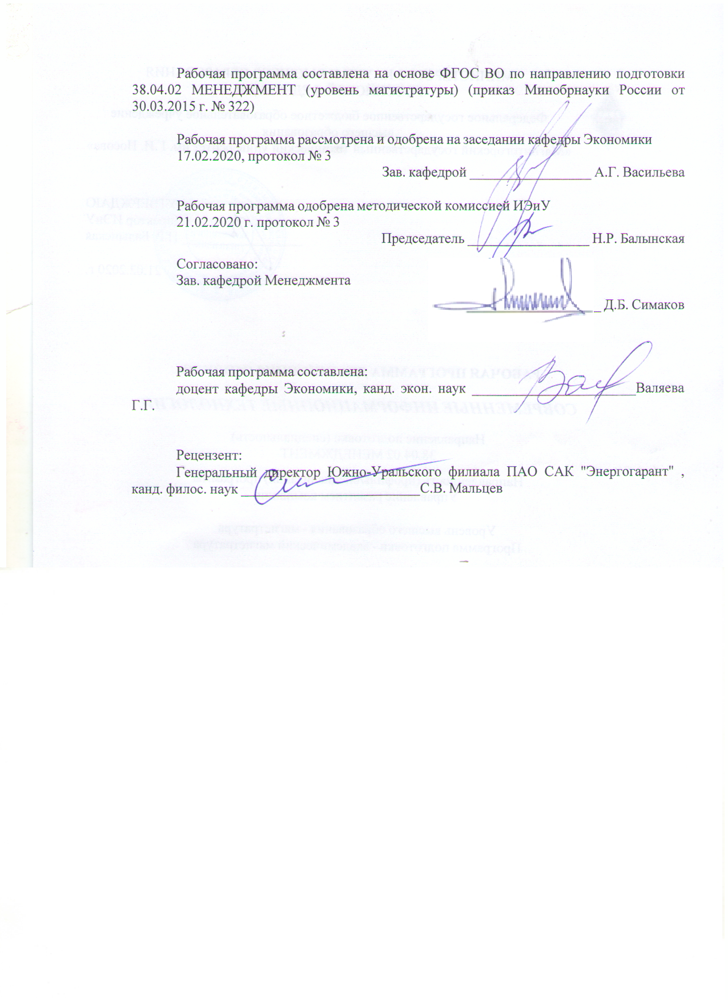 Рабочая программа составлена на основе ФГОС ВО по направлению подготовки
38.04.02 МЕНЕДЖМЕНТ (уровень магистратуры) (приказ Минобрнауки России от
30.03.2015 г. № 322)
Рабочая программа рассмотрена и одобрена на заседании кафедры Экономики
17.02.2020, протокол № 3
Зав. кафедрой _________________ А.Г. Васильева
Рабочая программа одобрена методической комиссией ИЭиУ
21.02.2020 г. протокол № 3
Председатель _________________ Н.Р. Балынская
Согласовано:
Зав. кафедрой Менеджмента
_________________ Д.Б. Симаков
Рабочая программа составлена:
доцент кафедры Экономики, канд. экон. наук _______________________Валяева
Г.Г.
Рецензент:
Генеральный директор Южно-Уральского филиала ПАО САК "Энергогарант" ,
канд. филос. наук _________________________С.В. Мальцев